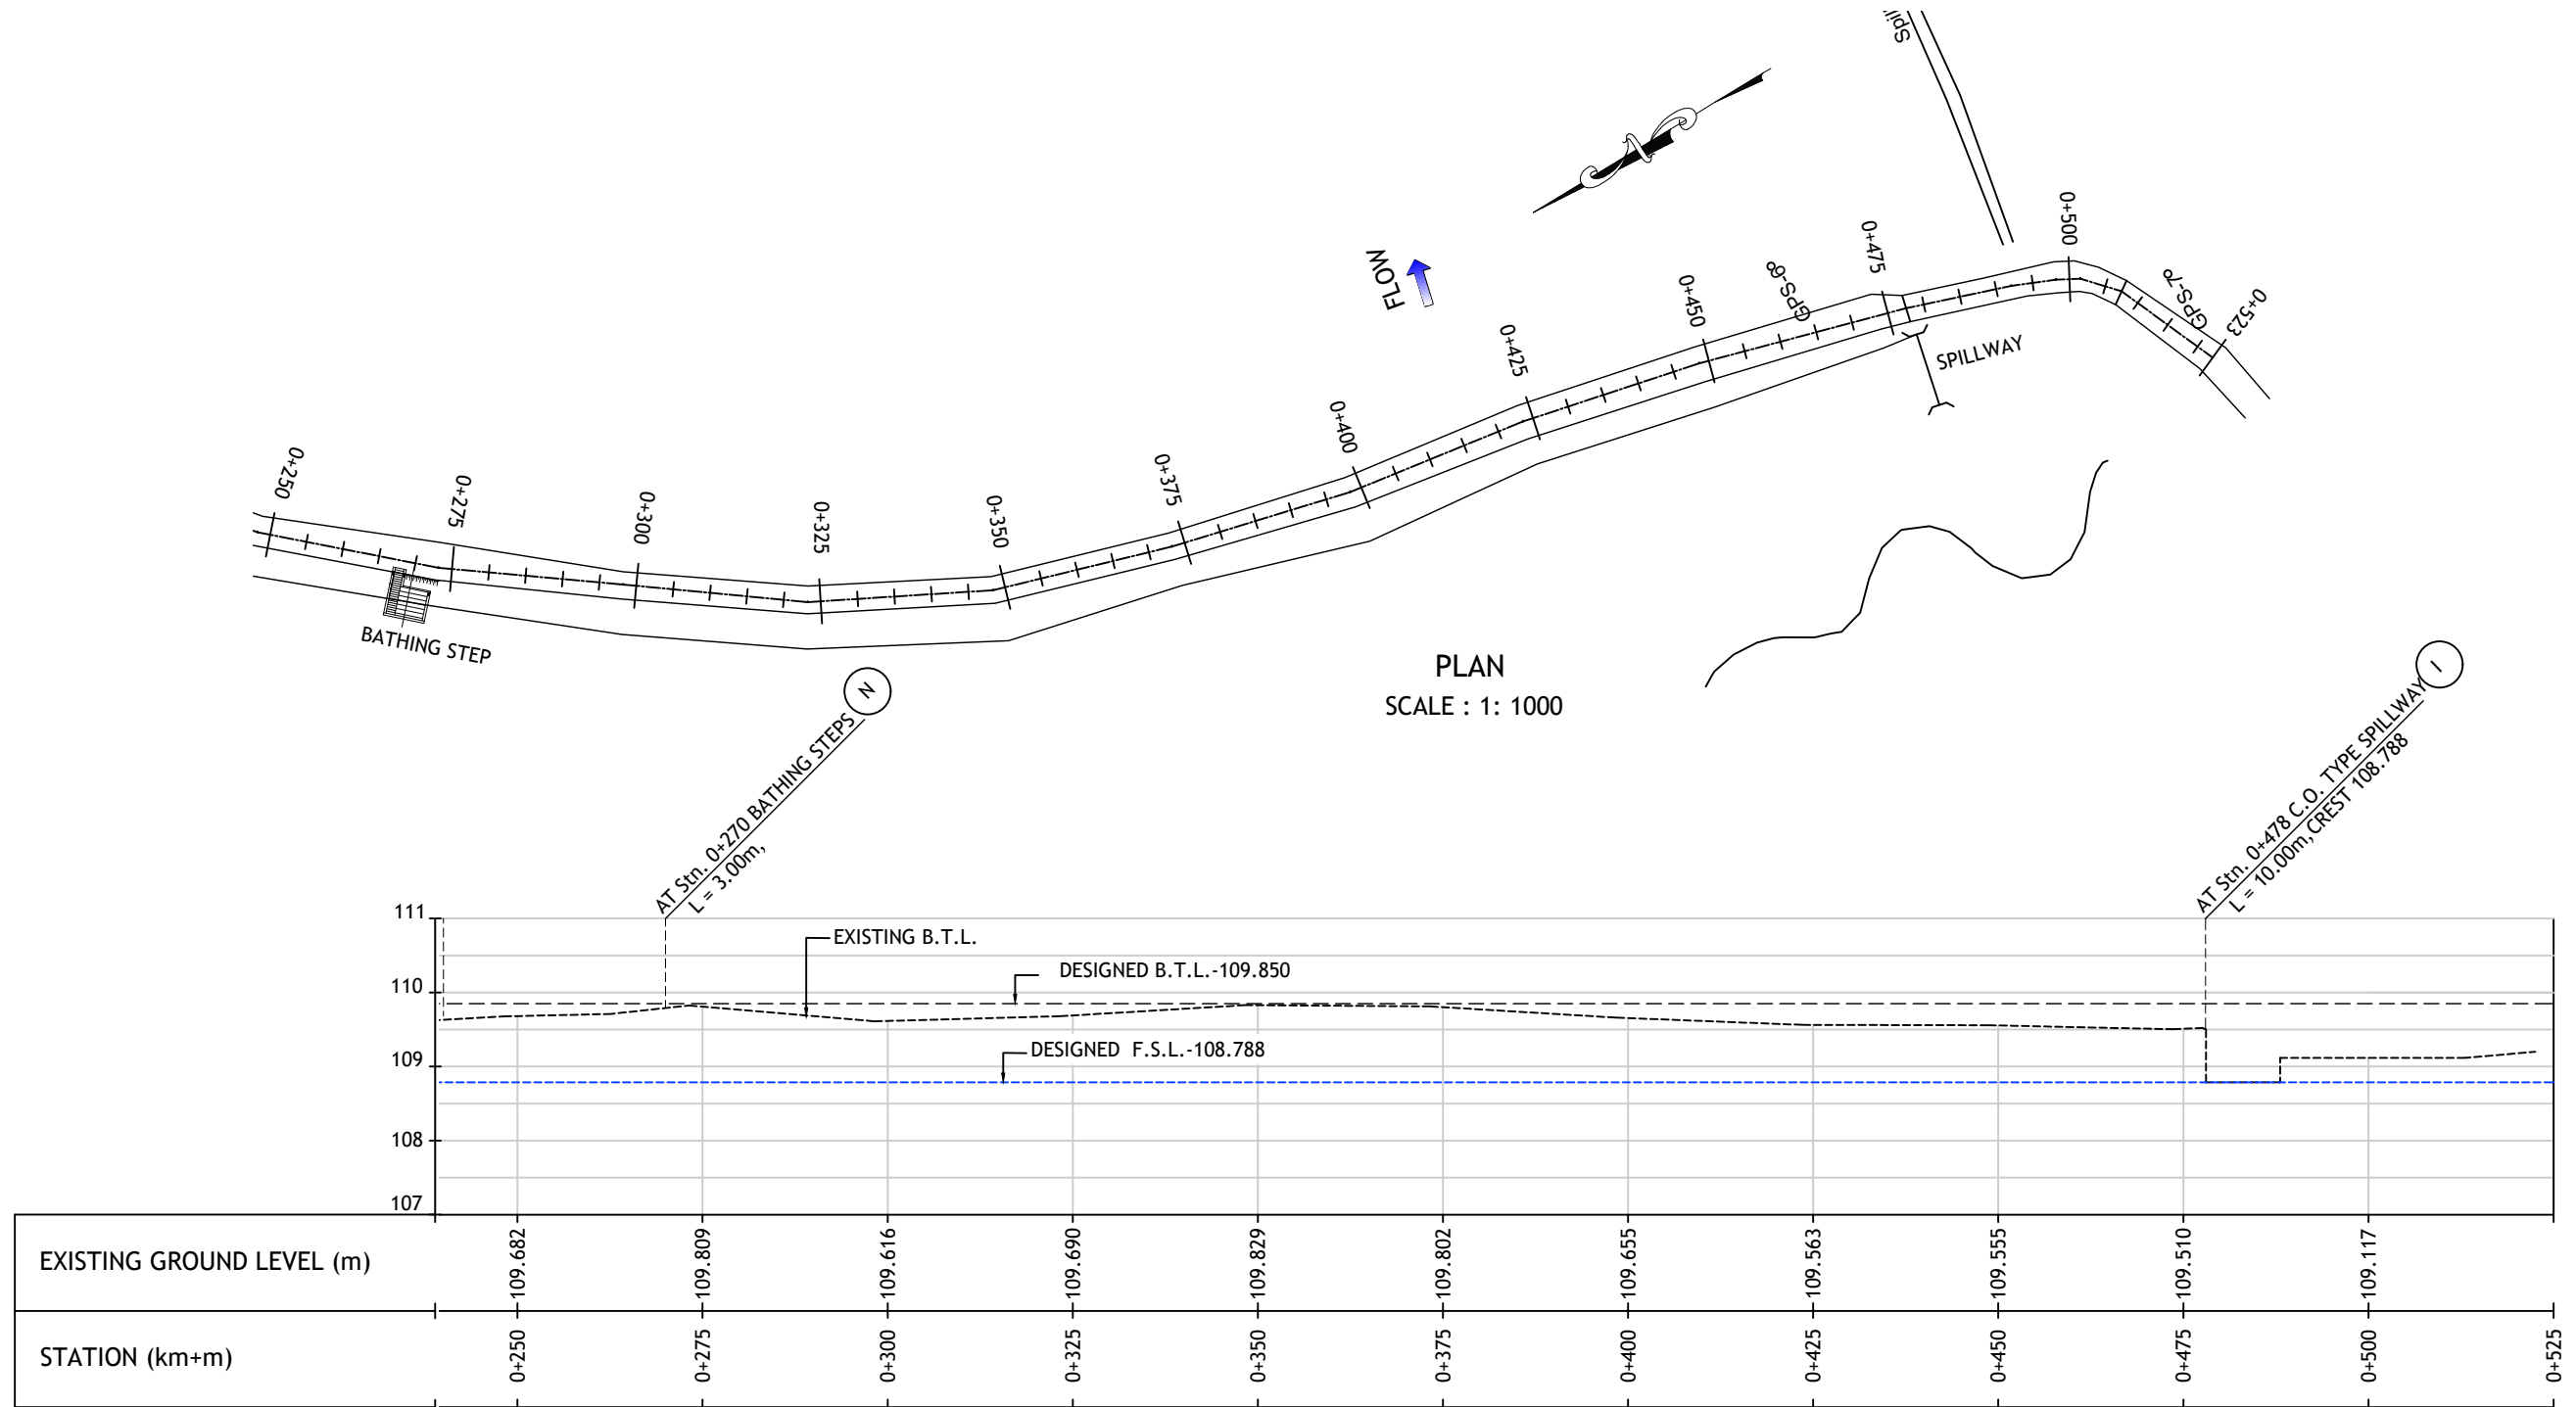 Spil
N
FLOW
0+250
0+275
0+300
0+325
0+350
0+375
0+400
0+425
0+450
GPS-6
0+475
0+500
GPS-7
0+523
SPILLWAY
BATHING STEP
PLAN
SCALE : 1: 1000
N
AT Stn. 0+270 BATHING STEPS
L = 3.00m,
I
AT Stn. 0+478 C.O. TYPE SPILLWAY
L = 10.00m,CREST 108.788
111
110
109
108
107
EXISTING B.T.L.
DESIGNED B.T.L.-109.850
DESIGNED F.S.L.-108.788
EXISTING GROUND LEVEL (m)
109.682 109.809 109.616 109.690 109.829 109.802 109.655 109.563 109.555 109.510 109.117
STATION (km+m)
0+250 0+275 0+300 0+325 0+350 0+375 0+400 0+425 0+450 0+475 0+500 0+525